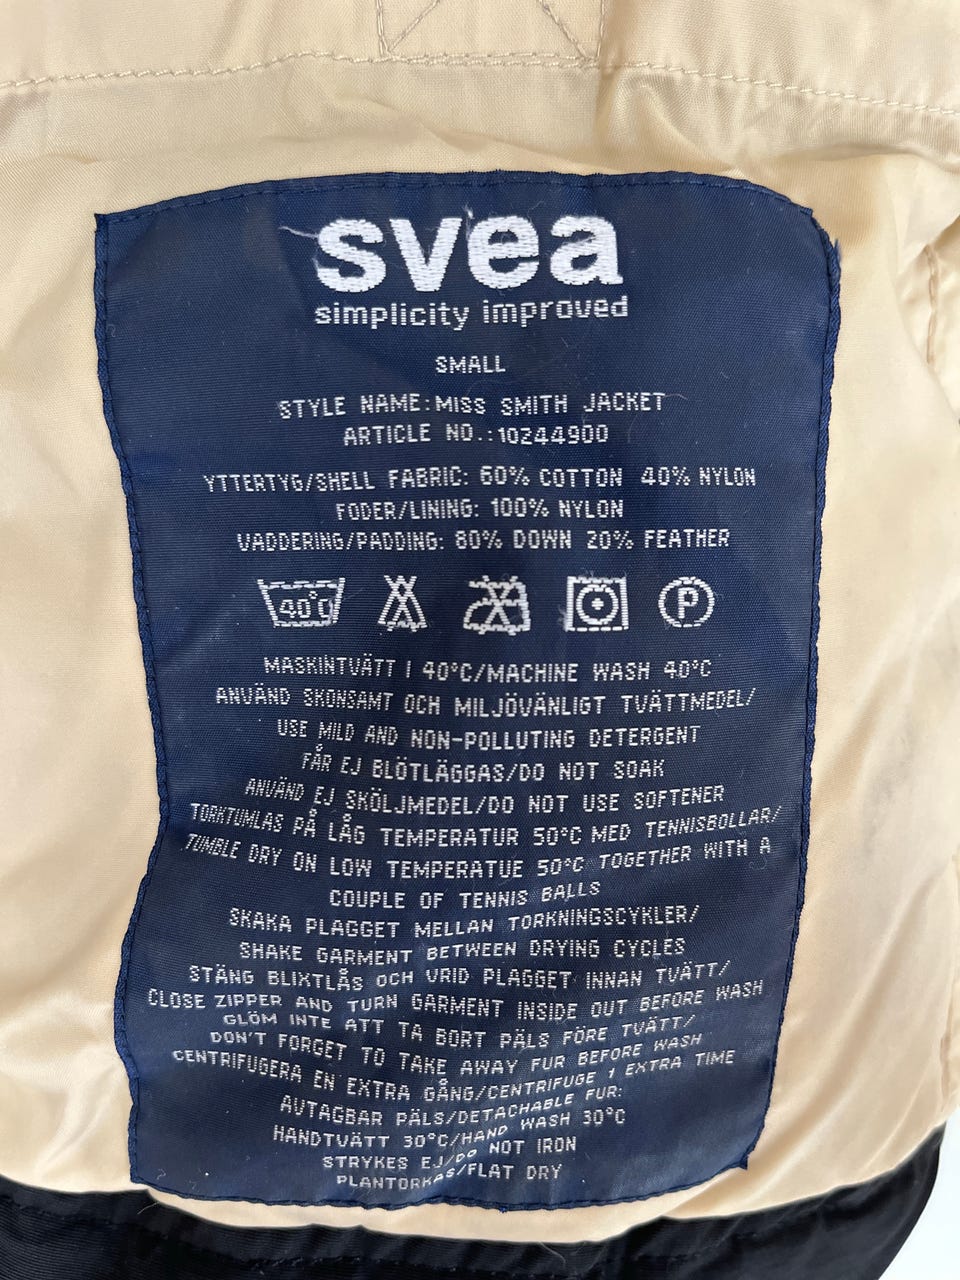 svea
simplicity improved
SMALL
STYLE NAME:MISS SMITH JACKET
ARTICLE NO.:10244900
YTTERTYG/SHELL FABRIC: 60% COTTON 40% NYLON
FODER/LINING: 100% NYLON
VADDERING/PADDING: 80% DOWN 20% FEATHER
40°C P
MASKINTVÄTT I 40°C/MACHINE WASH 40°C
ANVÄND SKONSAMT OCH MILJÖVÄNLIGT TVÄTTMEDEL/
USE MILD AND NON-POLLUTING DETERGENT
FÅR EJ BLÖTLÄGGAS/DO NOT SOAK
ANVÄND EJ SKÖLJMEDEL/DO NOT USE SOFTENER
TORKTUMLAS PÅ LÅG TEMPERATUR 50°C MED TENNISBOLLAR/
TUMBLE DRY ON LOW TEMPERATUE 50°C TOGETHER WITH A
COUPLE OF TENNIS BALLS
SKAKA PLAGGET MELLAN TORKNINGSCYKLER/
SHAKE GARMENT BETWEEN DRYING CYCLES
STÄNG BLIXTLÅS OCH VRID PLAGGET INNAN TVÄTT/
CLOSE ZIPPER AND TURN GARMENT INSIDE OUT BEFORE WASH
GLÖM INTE ATT TA BORT PÄLS FÖRE TVÄTT/
DON'T FORGET TO TAKE AWAY FUR BEFORE WASH
CENTRIFUGERA EN EXTRA GÅNG/CENTRIFUGE 1 EXTRA TIME
AVTAGBAR PÄLS/DETACHABLE FUR:
HANDTVÄTT 30°C/HAND WASH 30°C
STRYKES EJ/DO NOT IRON
PLANTORKAS/FLAT DRY